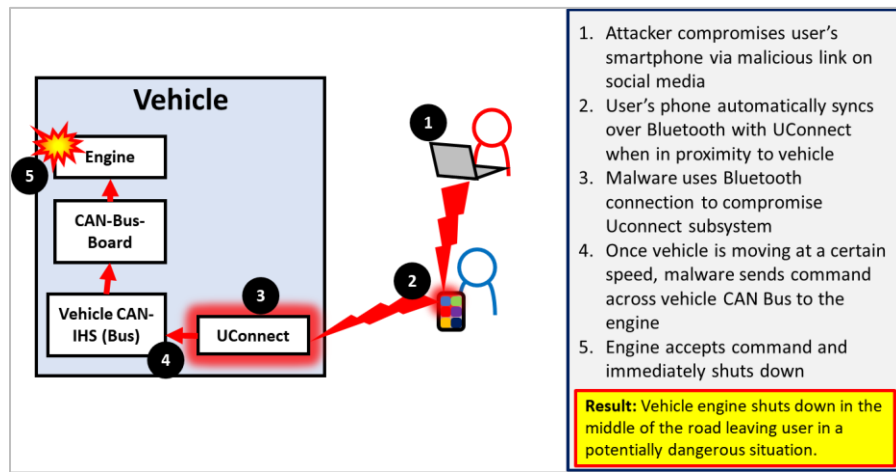 Vehicle
1
Engine
5
CAN-Bus-
Board
2
3
Vehicle CAN-
IHS (Bus)
UConnect
4
1. Attacker compromises user's
smartphone via malicious link on
social media
2. User's phone automatically syncs
over Bluetooth with UConnect
when in proximity to vehicle
3. Malware uses Bluetooth
connection to compromise
Uconnect subsystem
4. Once vehicle is moving at a certain
speed, malware sends command
across vehicle CAN Bus to the
engine
5. Engine accepts command and
immediately shuts down
Result: Vehicle engine shuts down in the
middle of the road leaving user in a
potentially dangerous situation.